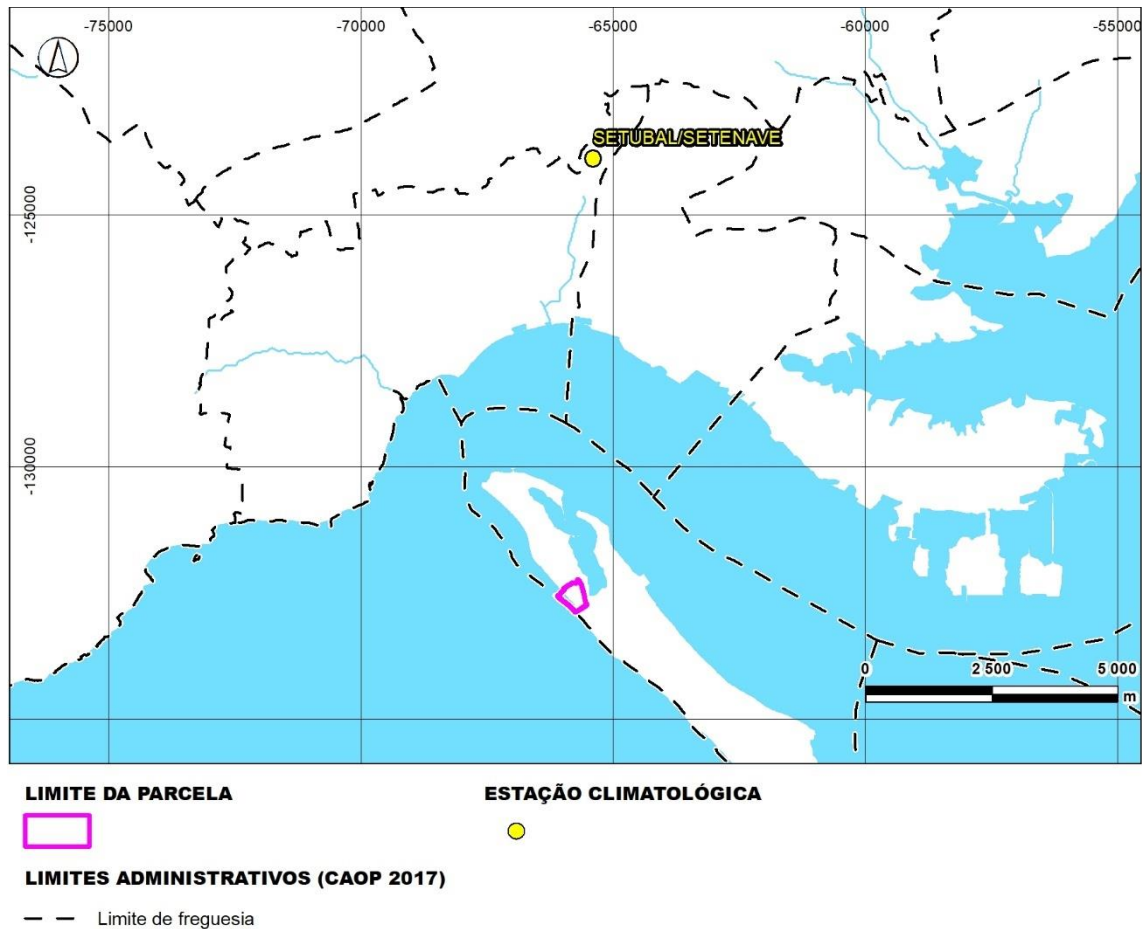 -75000 -70000 -65000 -60000 -55000
SETUBAL/SETENAVE
-125000
-130000
0 2 500 5 000
m
LIMITE DA PARCELA
ESTAÇÃO CLIMATOLÓGICA
LIMITES ADMINISTRATIVOS (CAOP 2017)
Limite de freguesia